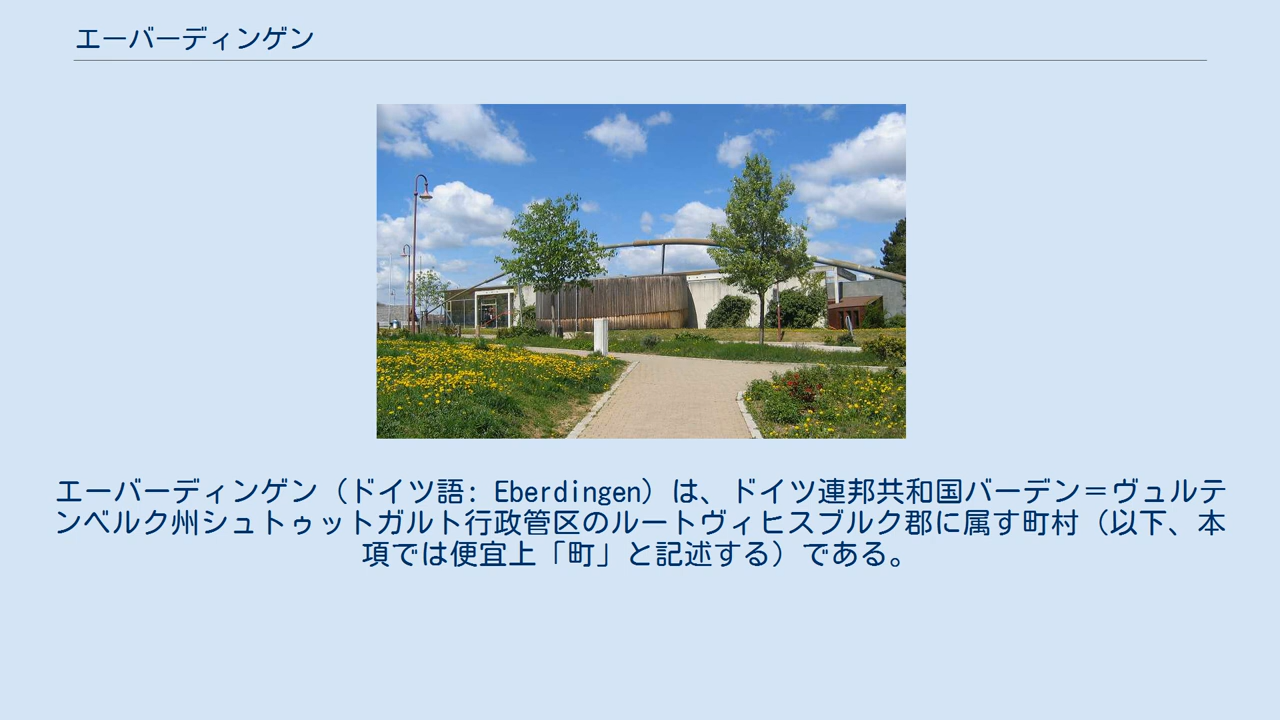 エーバーディンゲン
エーバーディンゲン（ドイツ語: Eberdingen）は、ドイツ連邦共和国バーデン＝ヴュルテ
ンベルク州シュトゥットガルト行政管区のルートヴィヒスブルク郡に属す町村（以下、本
項では便宜上「町」と記述する）である。